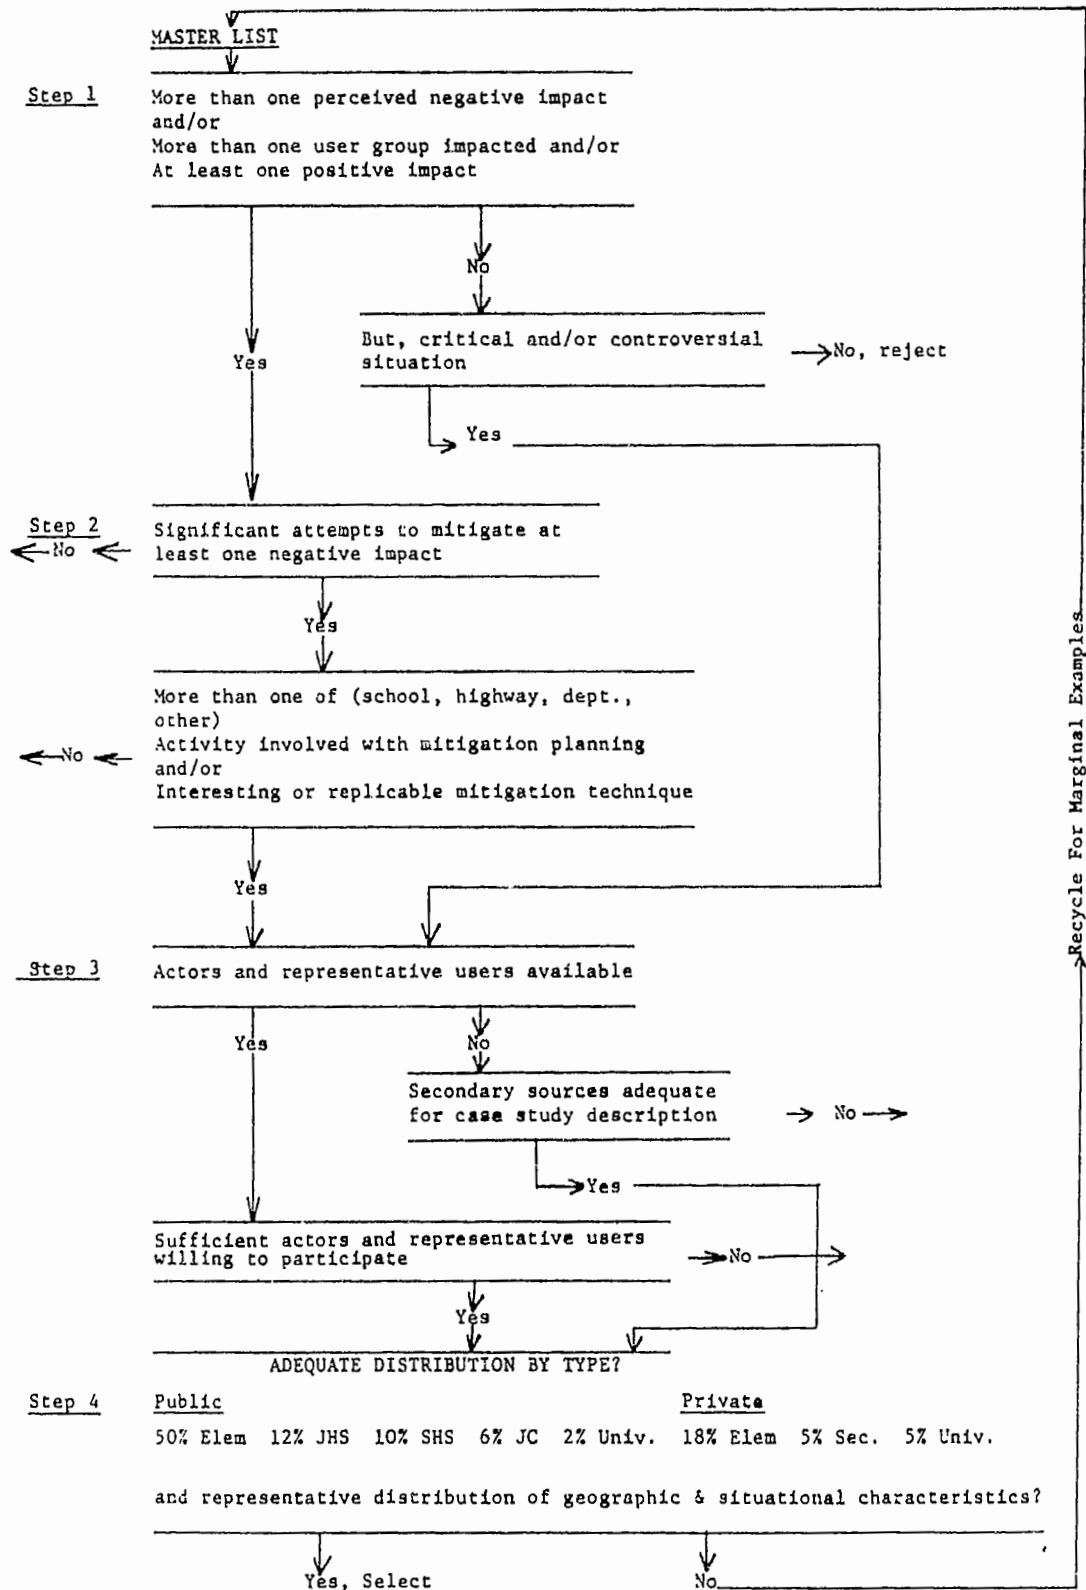 MASTER LIST
Step 1
More than one perceived negative impact
and/or
More than one user group impacted and/or
At least one positive impact
No
But, critical and/or controversial
situation
No, reject
Yes
Yes
Step 2
No
Significant attempts to mitigate at
least one negative impact
Yes
More than one of (school, highway, dept.,
other)
Activity involved with mitigation planning
and/or
Interesting or replicable mitigation technique
No
Yes
Recycle For Marginal Examples
Step 3
Actors and representative users available
Yes
No
Secondary sources adequate
for case study description
No
Yes
Sufficient actors and representative users
willing to participate
No
Yes
ADEQUATE DISTRIBUTION BY TYPE?
Step 4
Public
Private
50% Elem 12% JHS 10% SHS 6% JC 2% Univ. 18% Elem 5% Sec. 5% Univ.
and representative distribution of geographic & situational characteristics?
Yes, Select
No